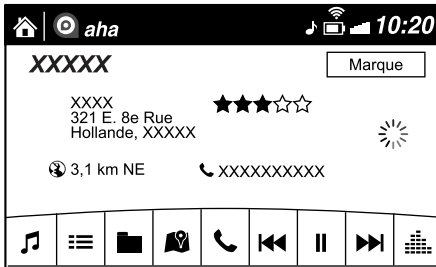 aha 10:20
XXXXX Marque
XXXX
321 E. 8e Rue
Hollande, XXXXX
3,1 km NE XXXXXXXXXX